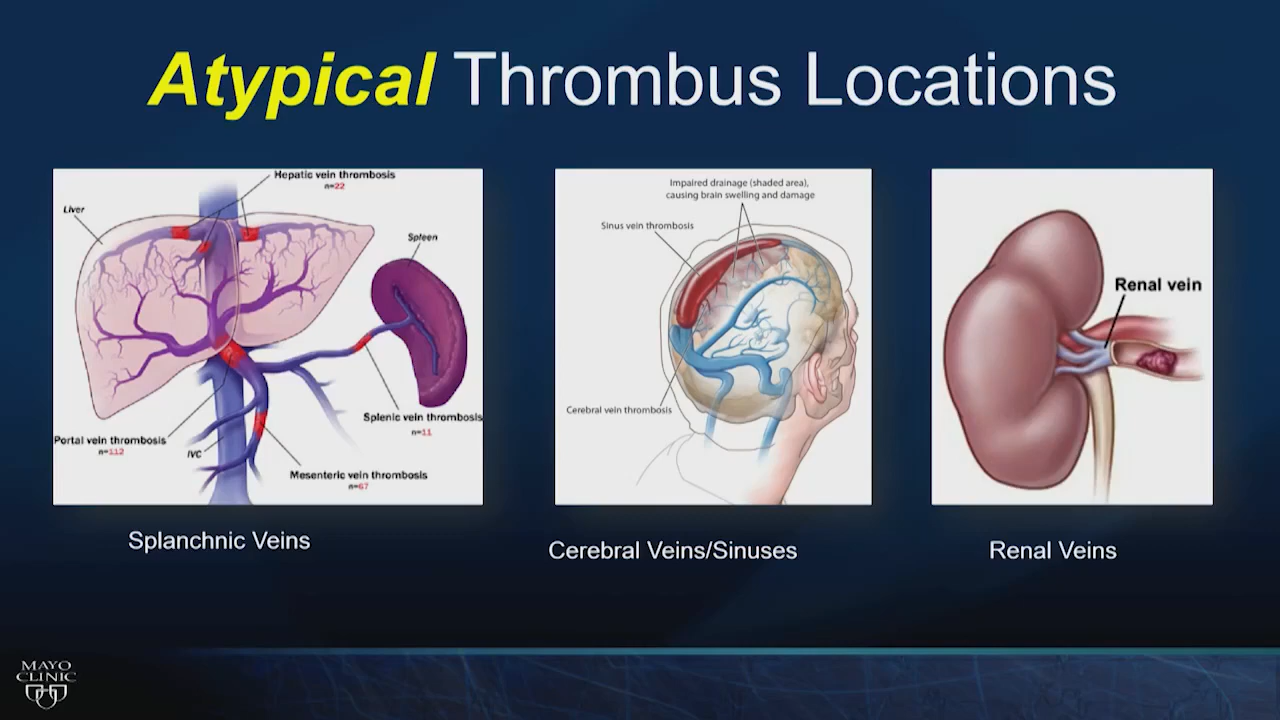 Atypical Thrombus Locations
Hepatic vein thrombosis
n=22
Liver
Spleen
Splenic vein thrombosis
n=11
Portal vein thrombosis
n=112
IVC
Mesenteric vein thrombosis
n=67
Impaired drainage (shaded area),
causing brain swelling and damage
Sinus vein thrombosis
Cerebral vein thrombosis
Renal vein
Splanchnic Veins
Cerebral Veins/Sinuses
Renal Veins
MAYO
CLINIC